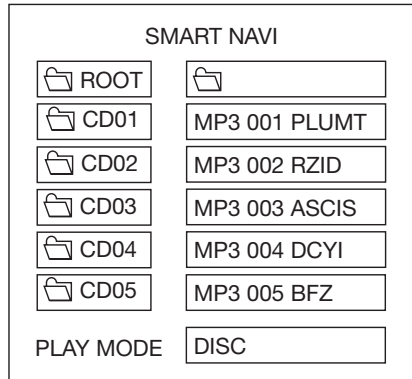 SMART NAVI
ROOT
CD01 MP3 001 PLUMT
CD02 MP3 002 RZID
CD03 MP3 003 ASCIS
CD04 MP3 004 DCYI
CD05 MP3 005 BFZ
PLAY MODE DISC